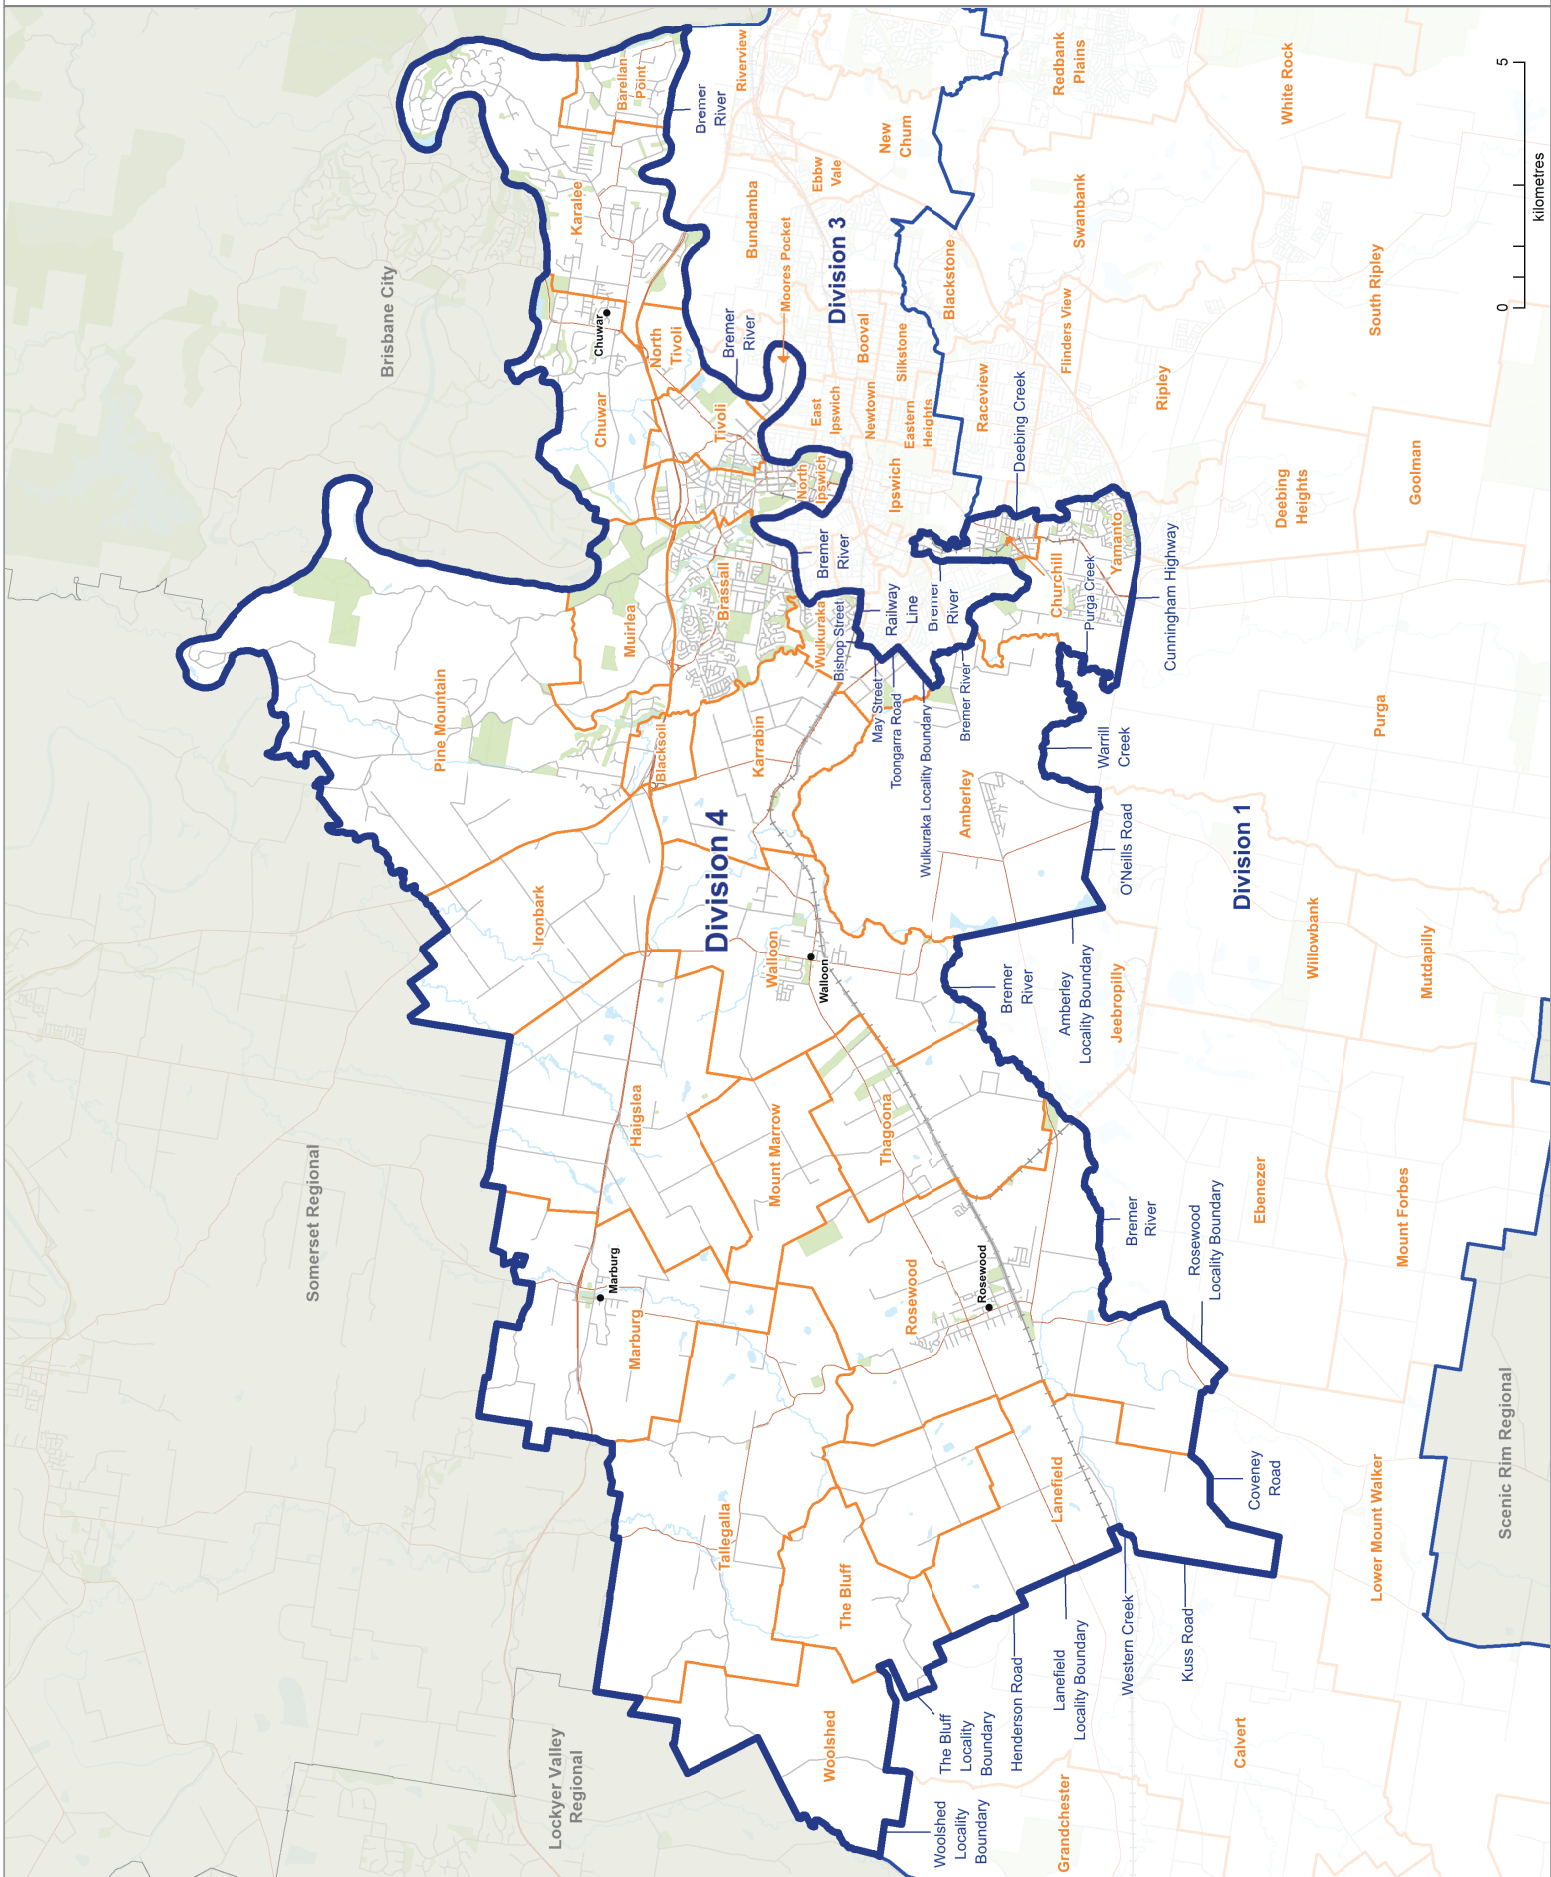 Brisbane City
Somerset Regional
Lockyer Valley
Regional
Scenic Rim Regional
Division 4
Division 3
Division 1
Barellan
Point
Riverview
Redbank
Plains
White Rock
Bremer
River
New
Chum
Ebbw
Vale
Karalee
Bundamba
Moores Pocket
Swanbank
Blackstone
South Ripley
Chuwar
North
Tivoli
Bremer
River
Booval
Silkstone
Flinders View
Chuwar
Tivoli
East
Ipswich
Newtown
Eastern
Heights
Raceview
Ripley
Deebing Creek
North
Ipswich
Ipswich
Deebing
Heights
Goolman
Bremer
River
Yamanto
Cunningham Highway
Muirlea
Brassall
Wulkuraka
Bishop Street
Railway
Line
Bremer
River
Churchill
Purga Creek
Pine Mountain
Blacksoil
Karrabin
May Street
Toongarra Road
Wulkuraka Locality Boundary
Bremer River
Warrill
Creek
Purga
Amberley
O'Neills Road
Ironbark
Walloon
Walloon
Bremer
River
Amberley
Locality Boundary
Jeebropilly
Willowbank
Mutdapilly
Haigslea
Mount Marrow
Thagoona
Bremer
River
Rosewood
Locality Boundary
Ebenezer
Mount Forbes
Marburg
Marburg
Rosewood
Rosewood
Tallegalla
The Bluff
Lanefield
Coveney
Road
Lower Mount Walker
Woolshed
The Bluff
Locality
Boundary
Henderson Road
Lanefield
Locality Boundary
Western Creek
Kuss Road
Calvert
Woolshed
Locality
Boundary
Grandchester
0
5
kilometres